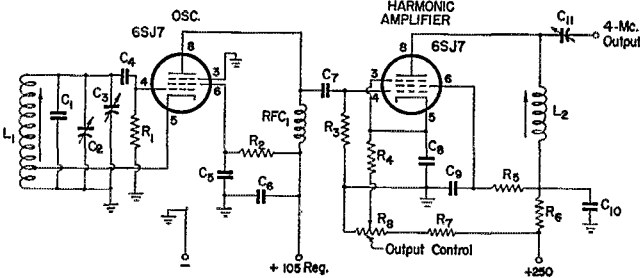 OSC.
6SJ7
HARMONIC
AMPLIFIER
6SJ7
C11
4-Mc.
Output
8
8
C4
4
3
6
5
C7
3
4
6
5
L1
C1
C2
C3
R1
RFC1
R2
R3
R4
L2
C5
C6
C8
C9
R5
R6
C10
R8
R7
Output Control
–
+ 105 Reg.
+250